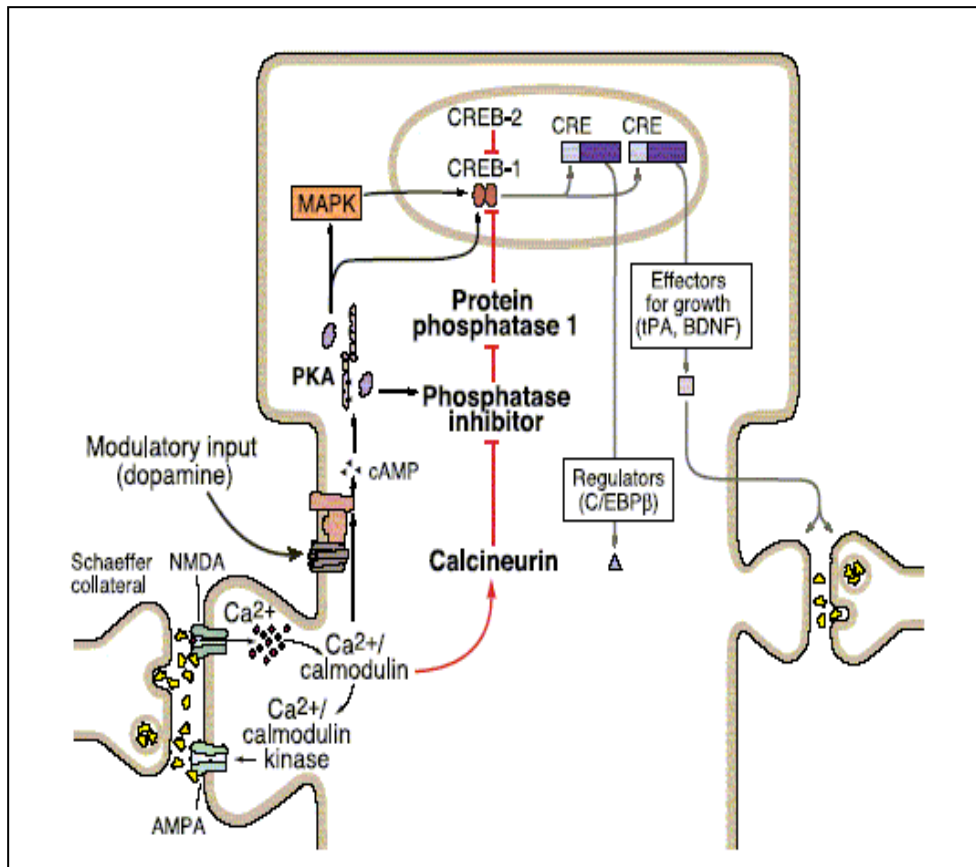 CREB-2
CRE
CRE
CREB-1
MAPK
Effectors
for growth
(tPA, BDNF)
Protein
phosphatase 1
PKA
Phosphatase
inhibitor
Modulatory input
(dopamine)
cAMP
Regulators
(C/EBPβ)
Calcineurin
Schaeffer
collateral
NMDA
Ca2+
Ca2+/
calmodulin
Ca2+/
calmodulin
kinase
AMPA